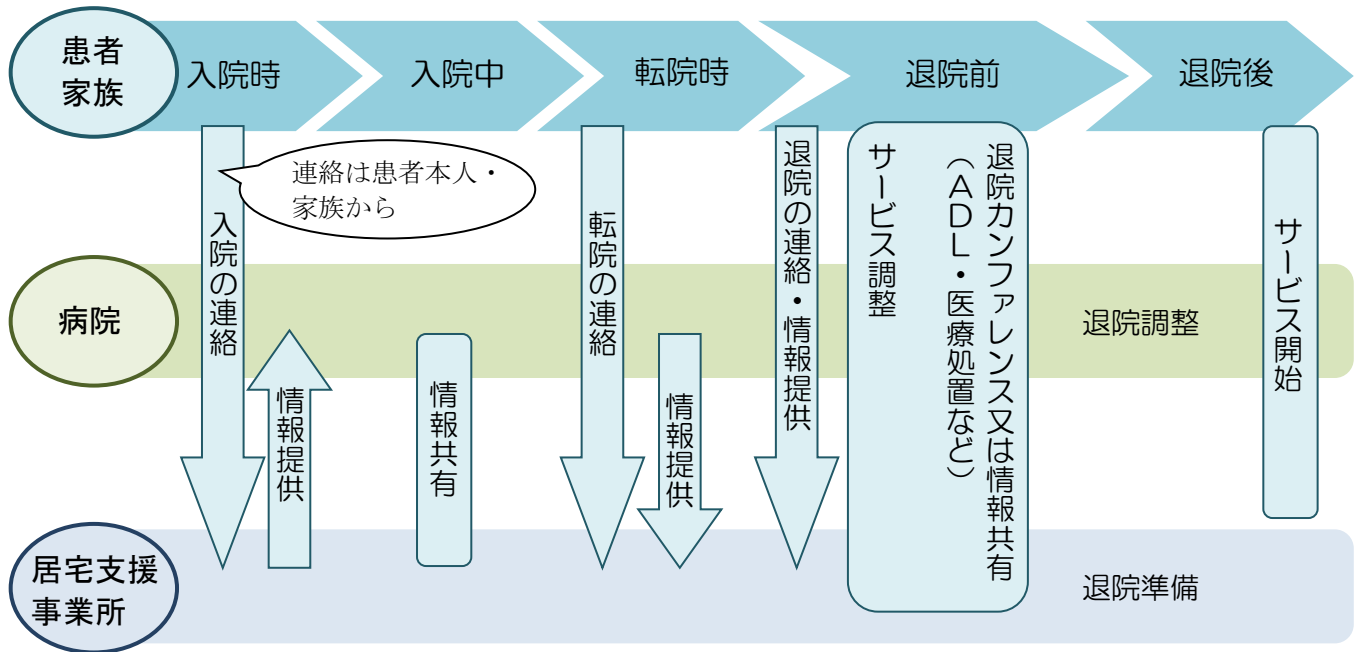 患者
家族
入院時
入院中
転院時
退院前
退院後
連絡は患者本人・
家族から
入院の連絡
情報提供
情報共有
転院の連絡
情報提供
退院の連絡・情報提供
退院カンファレンス又は情報共有
(ADL・医療処置など)
サービス調整
サービス開始
病院
退院調整
居宅支援
事業所
退院準備